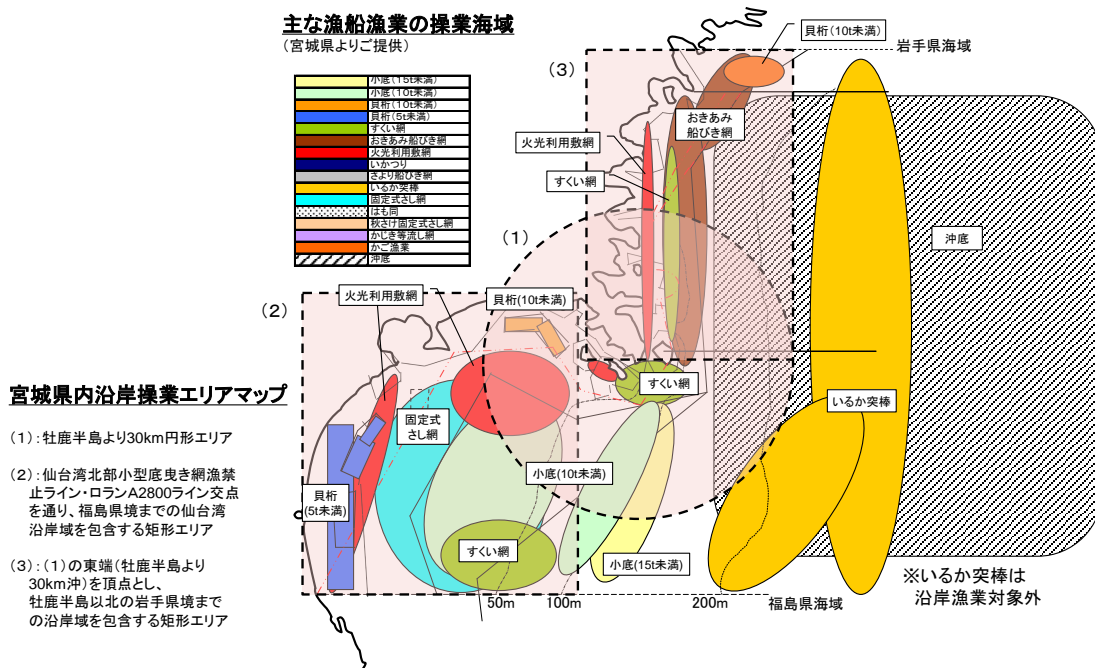 主な漁船漁業の操業海域
(宮城県よりご提供)
小底(15t未満)
小底(10t未満)
貝桁(10t未満)
貝桁(5t未満)
すくい網
おきあみ船びき網
火光利用敷網
いかつり
さより船びき網
いるか突棒
固定式さし網
はも同
秋さけ固定式さし網
かじき等流し網
かご漁業
沖底
貝桁(10t未満)
岩手県海域
(3)
おきあみ
船びき網
火光利用敷網
すくい網
(1)
沖底
(2)
火光利用敷網
貝桁(10t未満)
すくい網
宮城県内沿岸操業エリアマップ
いるか突棒
固定式
さし網
(1):牡鹿半島より30km円形エリア
小底(10t未満)
(2):仙台湾北部小型底曳き網漁禁
止ライン・ロランA2800ライン交点
を通り、福島県境までの仙台湾
沿岸域を包含する矩形エリア
貝桁
(5t未満)
すくい網
小底(15t未満)
(3):(1)の東端(牡鹿半島より
30km沖)を頂点とし、
牡鹿半島以北の岩手県境まで
の沿岸域を包含する矩形エリア
50m
100m
200m
福島県海域
※いるか突棒は
沿岸漁業対象外